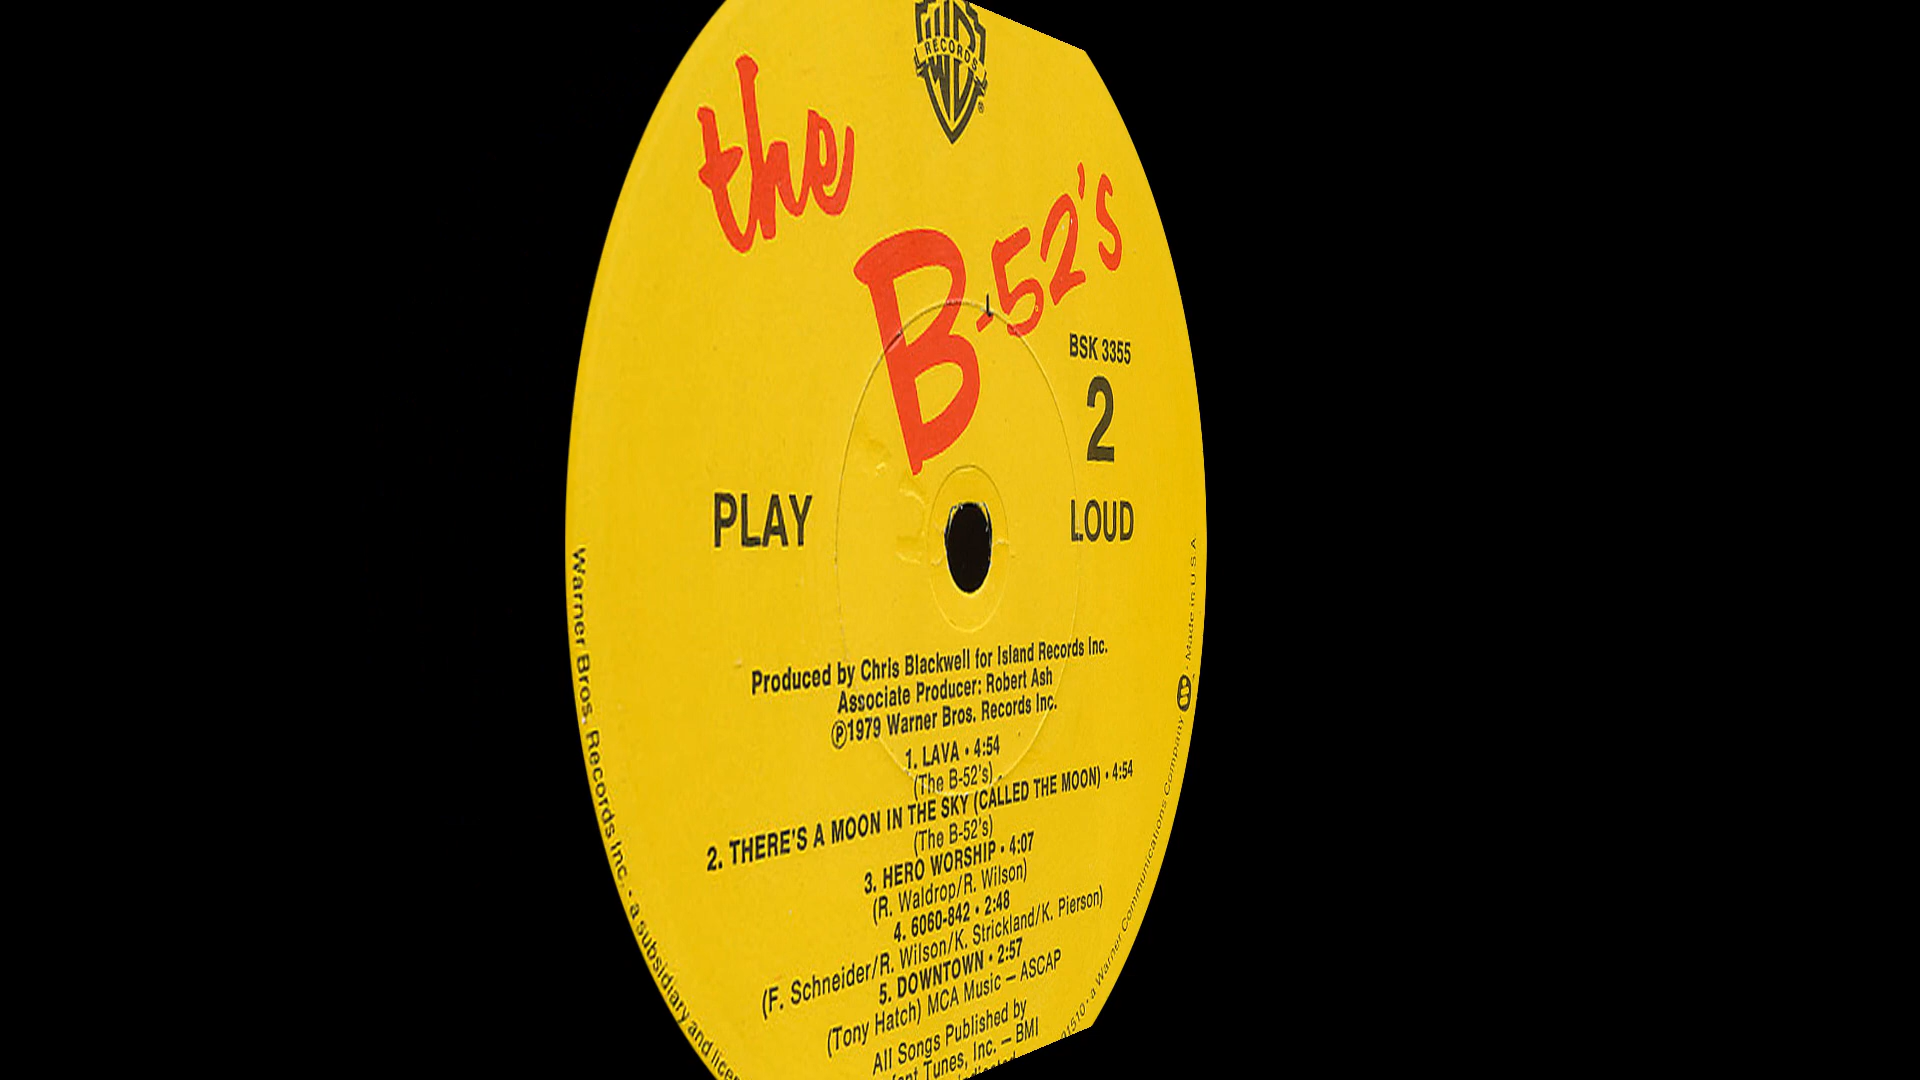 RECORDS
the
B-52's
BSK 3355
2
PLAY LOUD
Produced by Chris Blackwell for Island Records Inc.
Associate Producer: Robert Ash
℗1979 Warner Bros. Records Inc.
1. LAVA • 4:54
(The B-52's)
2. THERE'S A MOON IN THE SKY (CALLED THE MOON) • 4:54
(The B-52's)
3. HERO WORSHIP • 4:07
(R. Waldrop/R. Wilson)
4. 6060-842 • 2:48
(F. Schneider/R. Wilson/K. Strickland/K. Pierson)
5. DOWNTOWN • 2:57
(Tony Hatch) MCA Music — ASCAP
All Songs Published by
Tunes, Inc. — BMI
Warner Bros. Records Inc. • a subsidiary and
• a Warner Communications Company • Made in U.S.A.